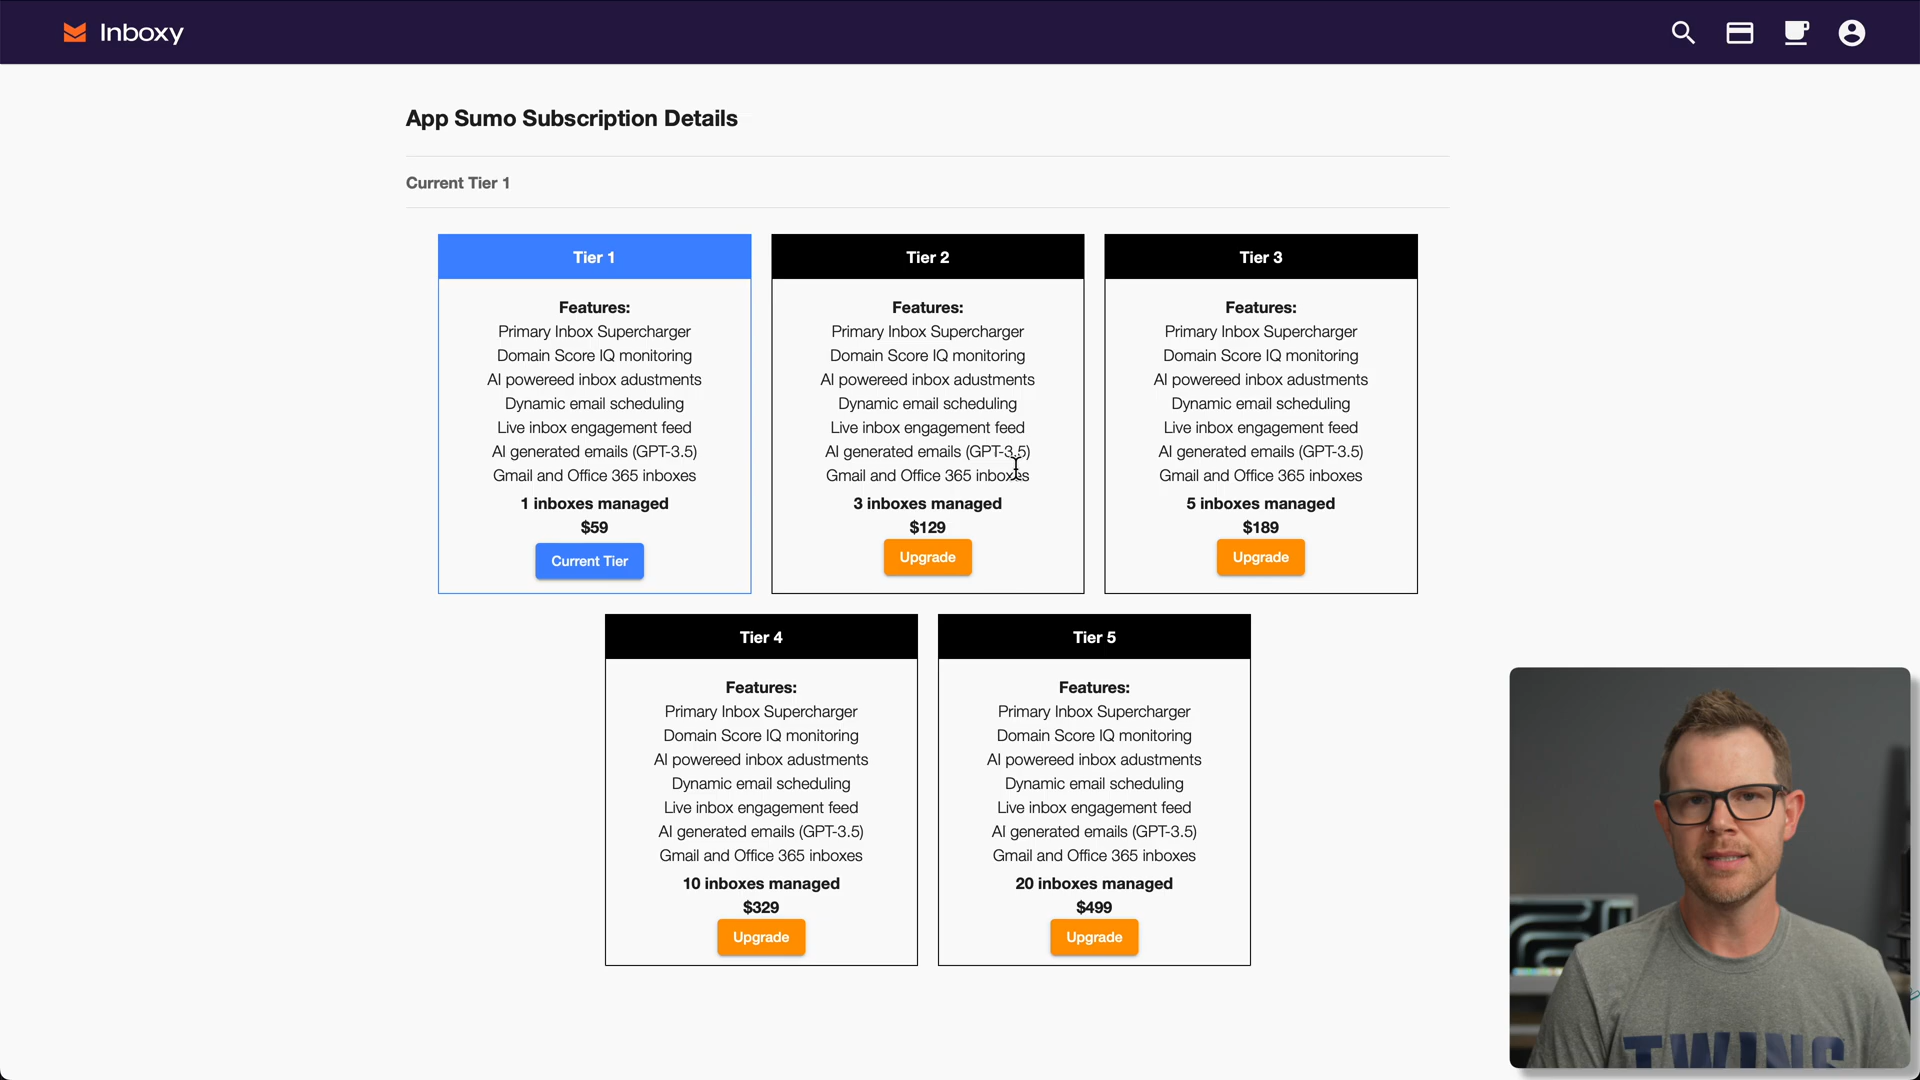 Inboxy
App Sumo Subscription Details
Current Tier 1
Tier 1
Features:
Primary Inbox Supercharger
Domain Score IQ monitoring
AI powereed inbox adustments
Dynamic email scheduling
Live inbox engagement feed
AI generated emails (GPT-3.5)
Gmail and Office 365 inboxes
1 inboxes managed
$59
Current Tier
Tier 2
Features:
Primary Inbox Supercharger
Domain Score IQ monitoring
AI powereed inbox adustments
Dynamic email scheduling
Live inbox engagement feed
AI generated emails (GPT-3.5)
Gmail and Office 365 inboxes
3 inboxes managed
$129
Upgrade
Tier 3
Features:
Primary Inbox Supercharger
Domain Score IQ monitoring
AI powereed inbox adustments
Dynamic email scheduling
Live inbox engagement feed
AI generated emails (GPT-3.5)
Gmail and Office 365 inboxes
5 inboxes managed
$189
Upgrade
Tier 4
Features:
Primary Inbox Supercharger
Domain Score IQ monitoring
AI powereed inbox adustments
Dynamic email scheduling
Live inbox engagement feed
AI generated emails (GPT-3.5)
Gmail and Office 365 inboxes
10 inboxes managed
$329
Upgrade
Tier 5
Features:
Primary Inbox Supercharger
Domain Score IQ monitoring
AI powereed inbox adustments
Dynamic email scheduling
Live inbox engagement feed
AI generated emails (GPT-3.5)
Gmail and Office 365 inboxes
20 inboxes managed
$499
Upgrade
TWINS